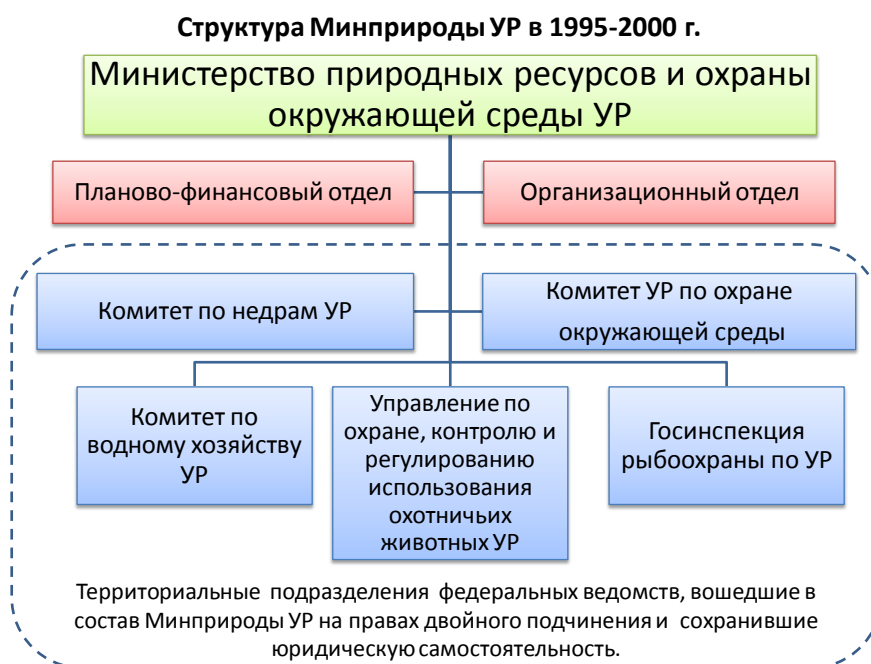 Структура Минприроды УР в 1995-2000 г.
Министерство природных ресурсов и охраны
окружающей среды УР
Планово-финансовый отдел
Организационный отдел
Комитет по недрам УР
Комитет УР по охране
окружающей среды
Комитет по
водному хозяйству
УР
Управление по
охране, контролю и
регулированию
использования
охотничьих
животных УР
Госинспекция
рыбоохраны по УР
Территориальные подразделения федеральных ведомств, вошедшие в
состав Минприроды УР на правах двойного подчинения и сохранившие
юридическую самостоятельность.